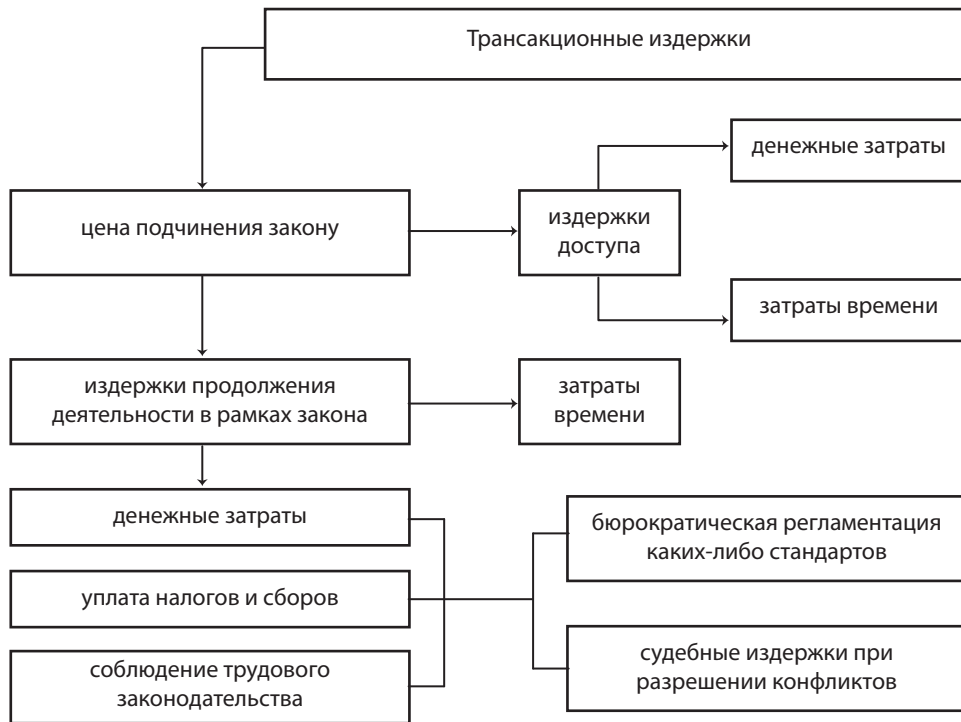 Трансакционные издержки
денежные затраты
цена подчинения закону
издержки
доступа
затраты времени
издержки продолжения
деятельности в рамках закона
затраты
времени
денежные затраты
бюрократическая регламентация
каких-либо стандартов
уплата налогов и сборов
соблюдение трудового
законодательства
судебные издержки при
разрешении конфликтов